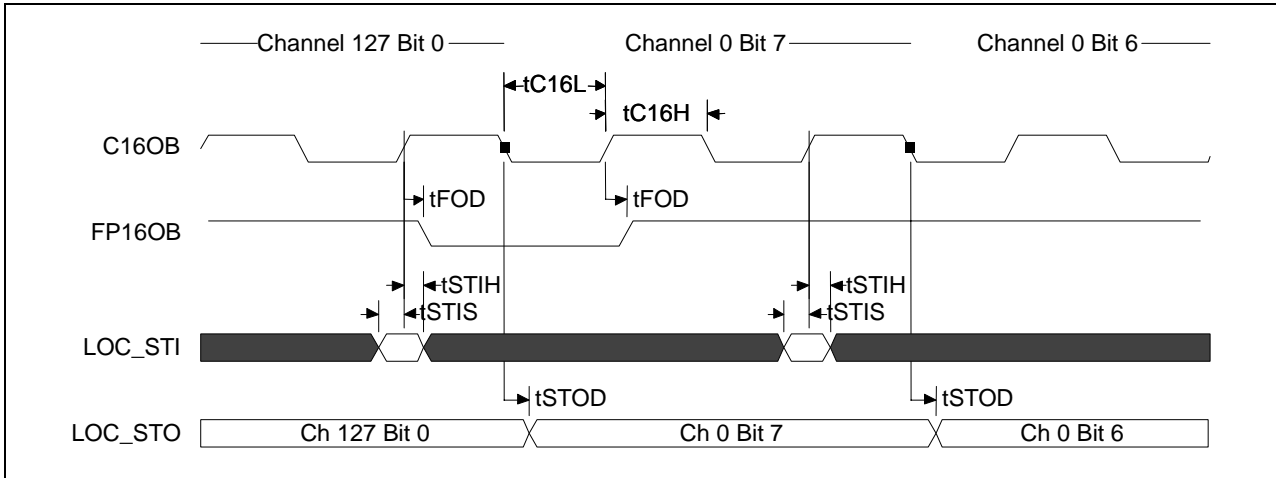 Channel 127 Bit 0 Channel 0 Bit 7 Channel 0 Bit 6
tC16L
tC16H
C16OB
tFOD tFOD
FP16OB
tSTIH tSTIH
tSTIS tSTIS
LOC_STI
tSTOD tSTOD
LOC_STO Ch 127 Bit 0 Ch 0 Bit 7 Ch 0 Bit 6